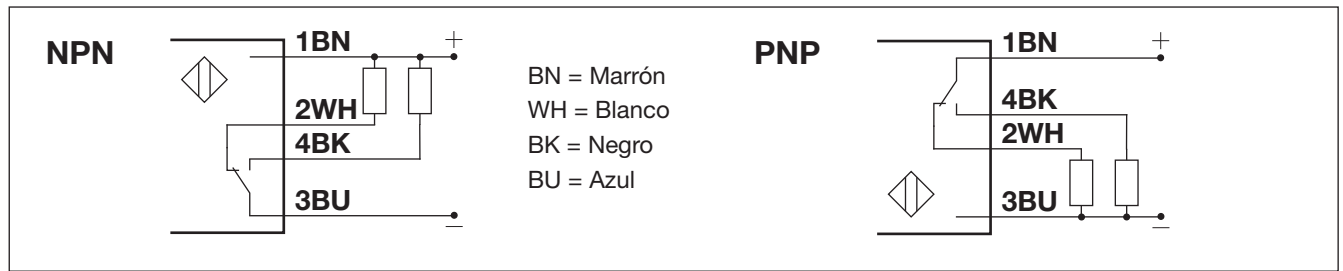 NPN
1BN
+
2WH
4BK
3BU
−
BN = Marrón
WH = Blanco
BK = Negro
BU = Azul
PNP
1BN
+
4BK
2WH
3BU
−